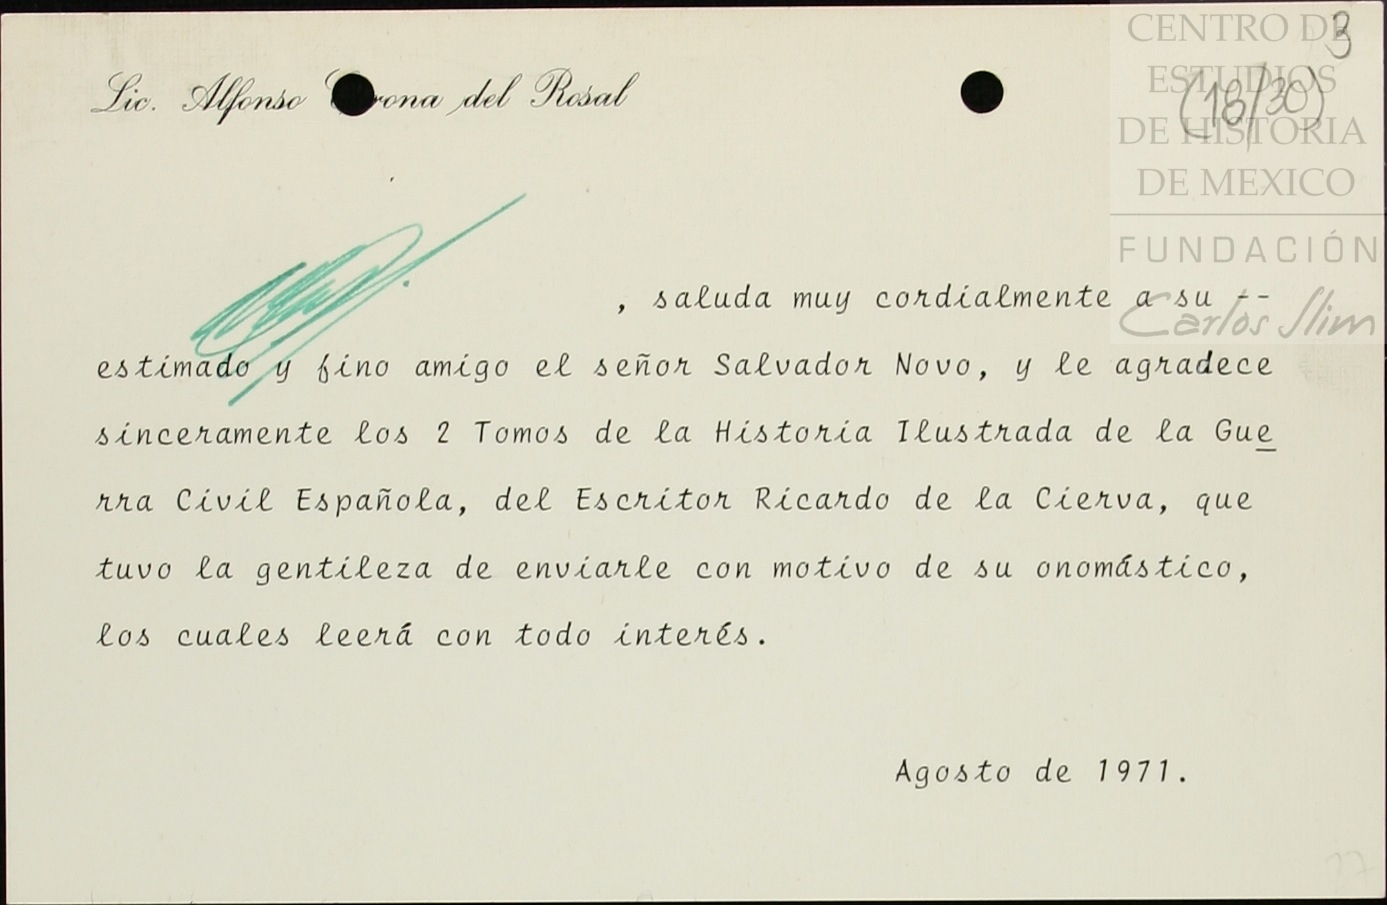 Lic. Alfonso rona del Rosal
3
(18/30)
CENTRO DE
ESTUDIOS
DE HISTORIA
DE MEXICO
FUNDACIÓN
Carlos Slim
, saluda muy cordialmente a su --
estimado y fino amigo el señor Salvador Novo, y le agradece
sinceramente los 2 Tomos de la Historia Ilustrada de la Gue
rra Civil Española, del Escritor Ricardo de la Cierva, que
tuvo la gentileza de enviarle con motivo de su onomástico,
los cuales leerá con todo interés.
Agosto de 1971.